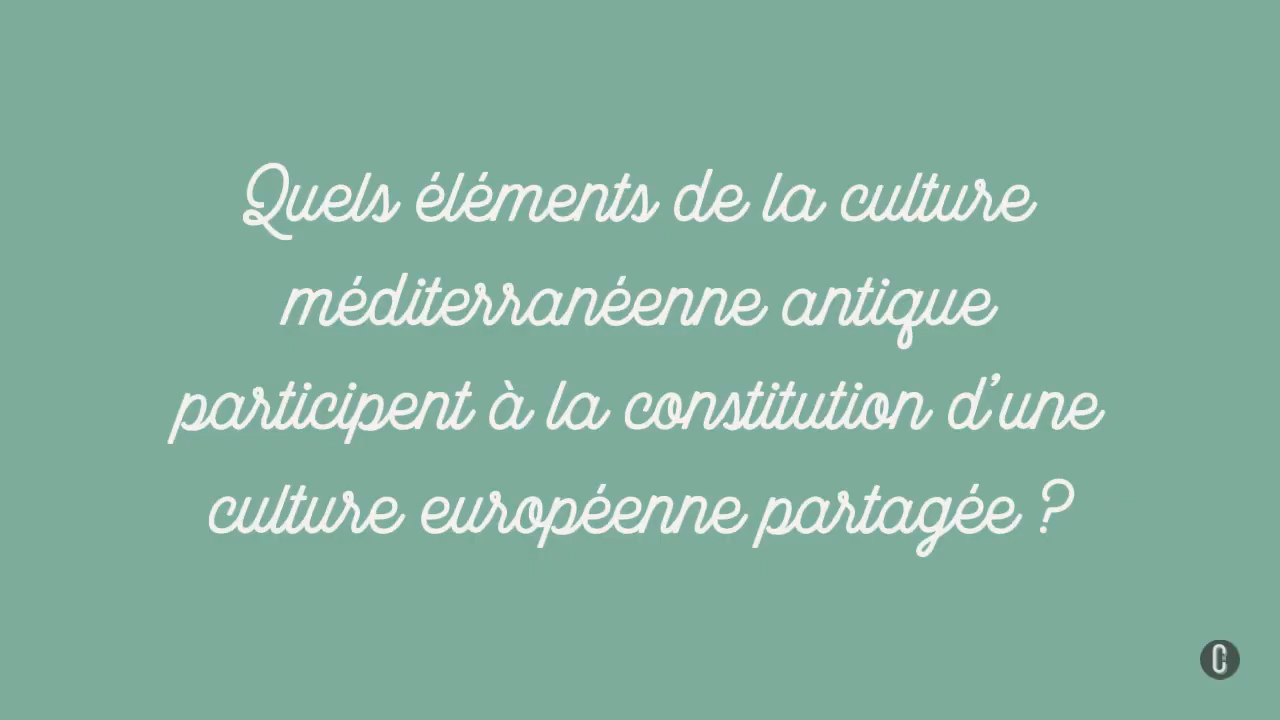 Quels éléments de la culture
méditerranéenne antique
participent à la constitution d'une
culture européenne partagée ?